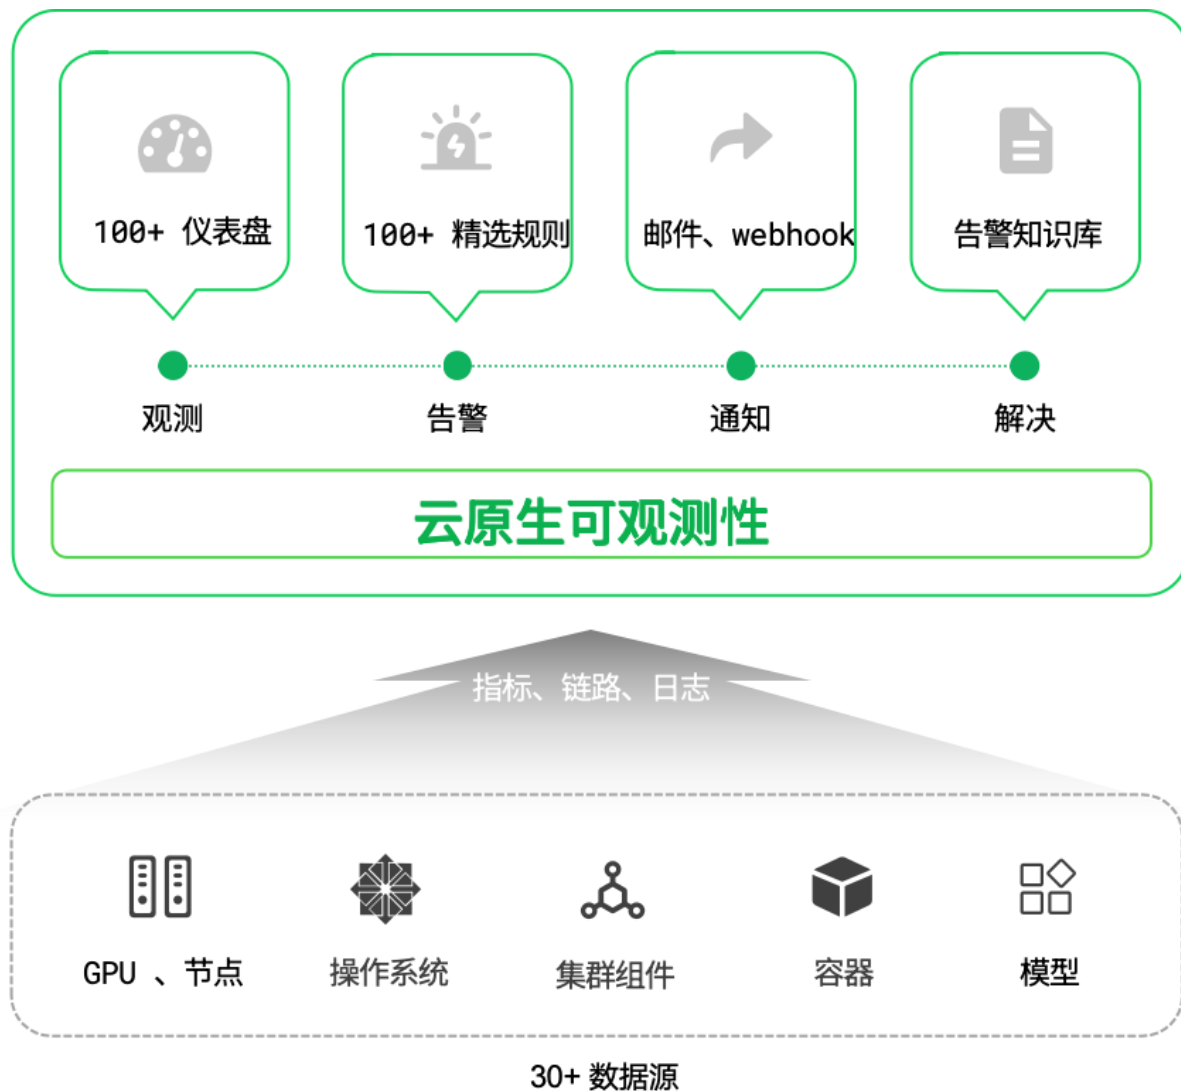 100+ 仪表盘
100+ 精选规则
邮件、webhook
告警知识库
观测
告警
通知
解决
云原生可观测性
指标、链路、日志
GPU 、节点
操作系统
集群组件
容器
模型
30+ 数据源